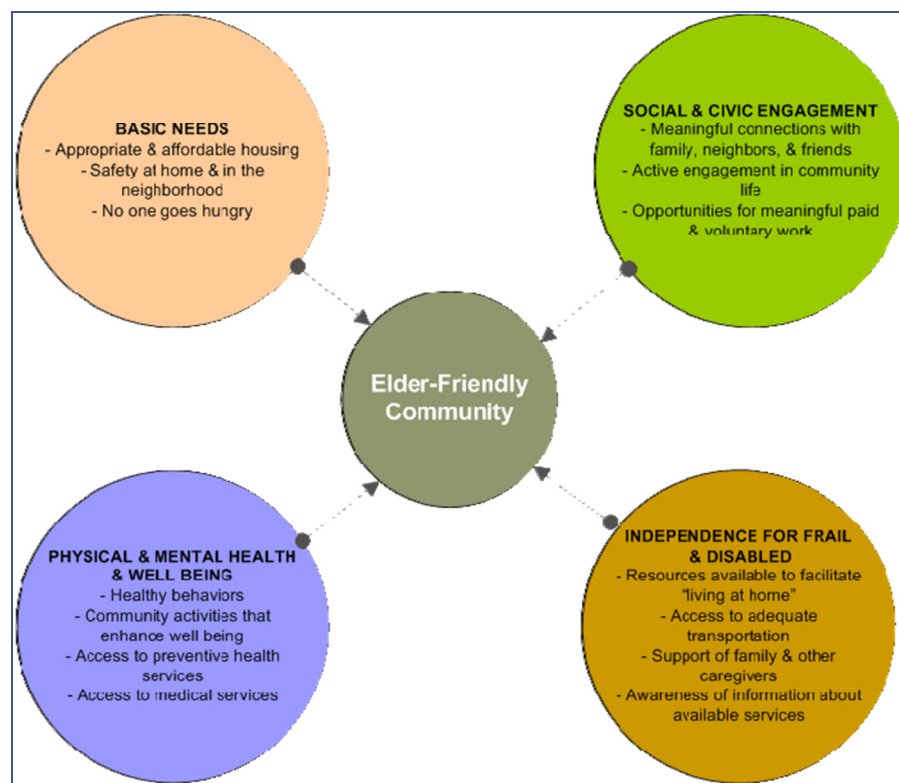 BASIC NEEDS
- Appropriate & affordable housing
- Safety at home & in the
neighborhood
- No one goes hungry
SOCIAL & CIVIC ENGAGEMENT
- Meaningful connections with
family, neighbors, & friends
- Active engagement in community
life
- Opportunities for meaningful paid
& voluntary work
Elder-Friendly
Community
PHYSICAL & MENTAL HEALTH
& WELL BEING
- Healthy behaviors
- Community activities that
enhance well being
- Access to preventive health
services
- Access to medical services
INDEPENDENCE FOR FRAIL
& DISABLED
- Resources available to facilitate
“living at home”
- Access to adequate
transportation
- Support of family & other
caregivers
- Awareness of information about
available services